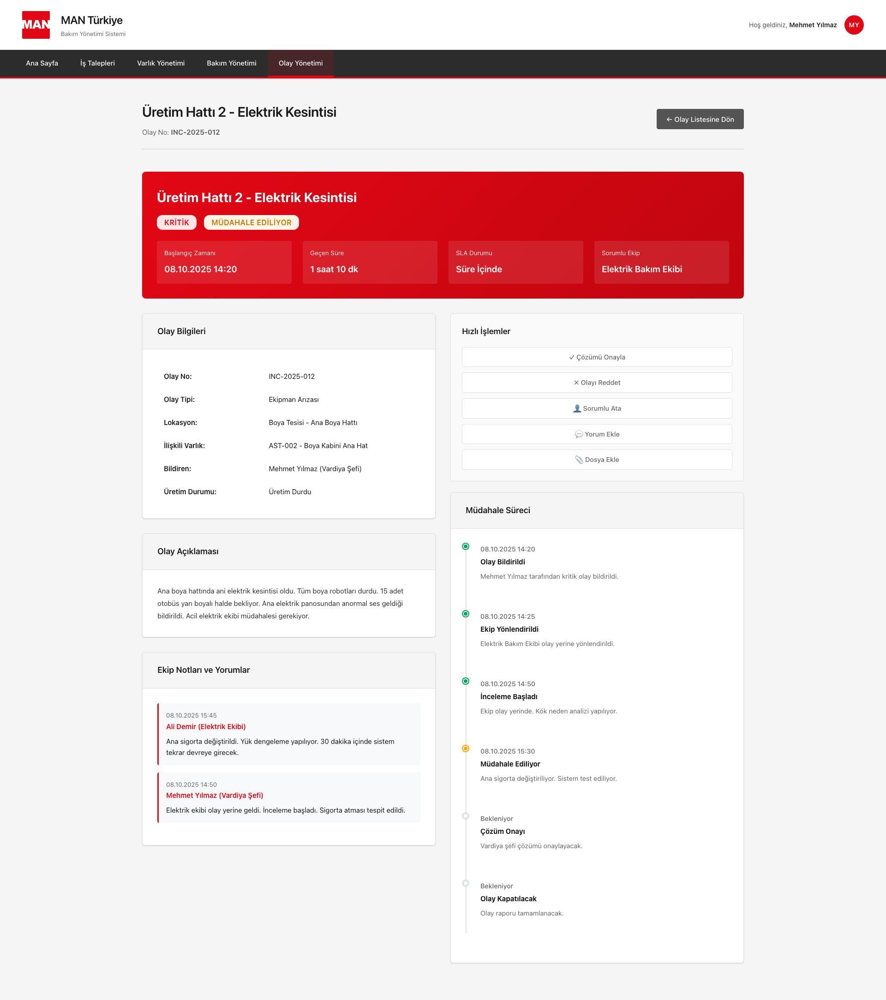 MAN
MAN Türkiye
Bakım Yönetimi Sistemi
Hoş geldiniz, Mehmet Yılmaz
MY
Ana Sayfa
İş Talepleri
Varlık Yönetimi
Bakım Yönetimi
Olay Yönetimi
Üretim Hattı 2 - Elektrik Kesintisi
Olay No: INC-2025-012
← Olay Listesine Dön
Üretim Hattı 2 - Elektrik Kesintisi
KRİTİK
MÜDAHALE EDİLİYOR
Başlangıç Zamanı
08.10.2025 14:20
Geçen Süre
1 saat 10 dk
SLA Durumu
Süre İçinde
Sorumlu Ekip
Elektrik Bakım Ekibi
Olay Bilgileri
Olay No: INC-2025-012
Olay Tipi: Ekipman Arızası
Lokasyon: Boya Tesisi - Ana Boya Hattı
İlişkili Varlık: AST-002 - Boya Kabini Ana Hat
Bildiren: Mehmet Yılmaz (Vardiya Şefi)
Üretim Durumu: Üretim Durdu
Olay Açıklaması
Ana boya hattında ani elektrik kesintisi oldu. Tüm boya robotları durdu. 15 adet
otobüs yarı boyalı halde bekliyor. Ana elektrik panosundan anormal ses geldiği
bildirildi. Acil elektrik ekibi müdahalesi gerekiyor.
Ekip Notları ve Yorumlar
08.10.2025 15:45
Ali Demir (Elektrik Ekibi)
Ana sigorta değiştirildi. Yük dengeleme yapılıyor. 30 dakika içinde sistem
tekrar devreye girecek.
08.10.2025 14:50
Mehmet Yılmaz (Vardiya Şefi)
Elektrik ekibi olay yerine geldi. İnceleme başladı. Sigorta atması tespit edildi.
Hızlı İşlemler
✓ Çözümü Onayla
✕ Olayı Reddet
👤 Sorumlu Ata
💬 Yorum Ekle
📎 Dosya Ekle
Müdahale Süreci
08.10.2025 14:20
Olay Bildirildi
Mehmet Yılmaz tarafından kritik olay bildirildi.
08.10.2025 14:25
Ekip Yönlendirildi
Elektrik Bakım Ekibi olay yerine yönlendirildi.
08.10.2025 14:50
İnceleme Başladı
Ekip olay yerinde. Kök neden analizi yapılıyor.
08.10.2025 15:30
Müdahale Ediliyor
Ana sigorta değiştiriliyor. Sistem test ediliyor.
Bekleniyor
Çözüm Onayı
Vardiya şefi çözümü onaylayacak.
Bekleniyor
Olay Kapatılacak
Olay raporu tamamlanacak.